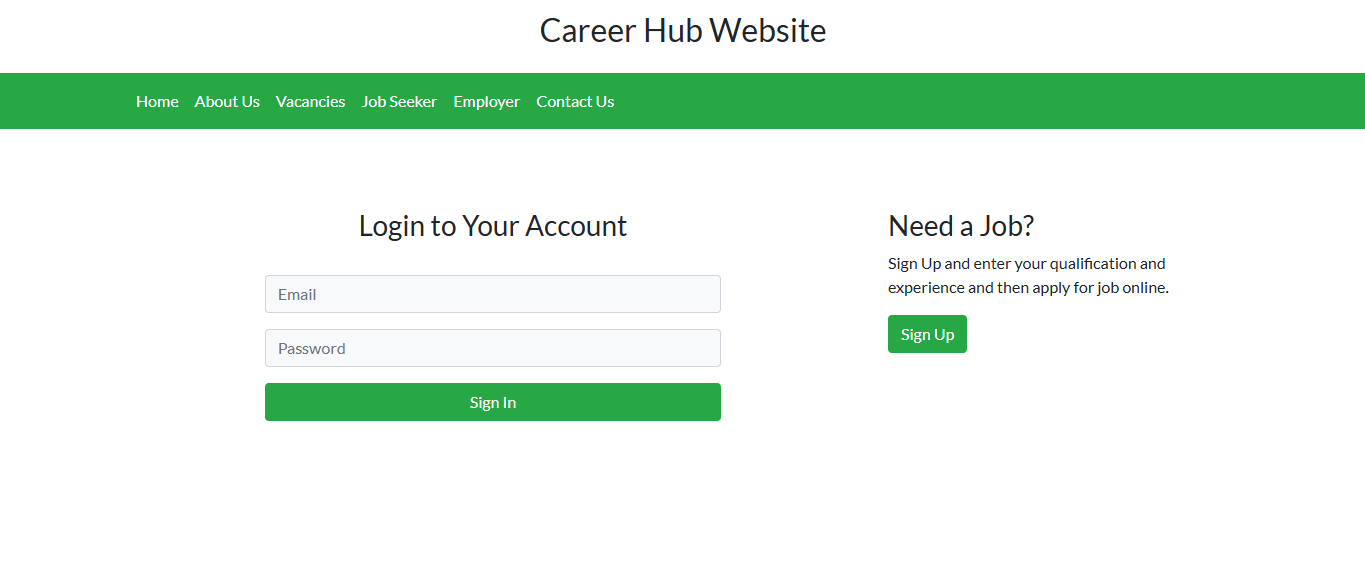 Career Hub Website
Home About Us Vacancies Job Seeker Employer Contact Us
Login to Your Account
Email
Password
Sign In
Need a Job?
Sign Up and enter your qualification and
experience and then apply for job online.
Sign Up